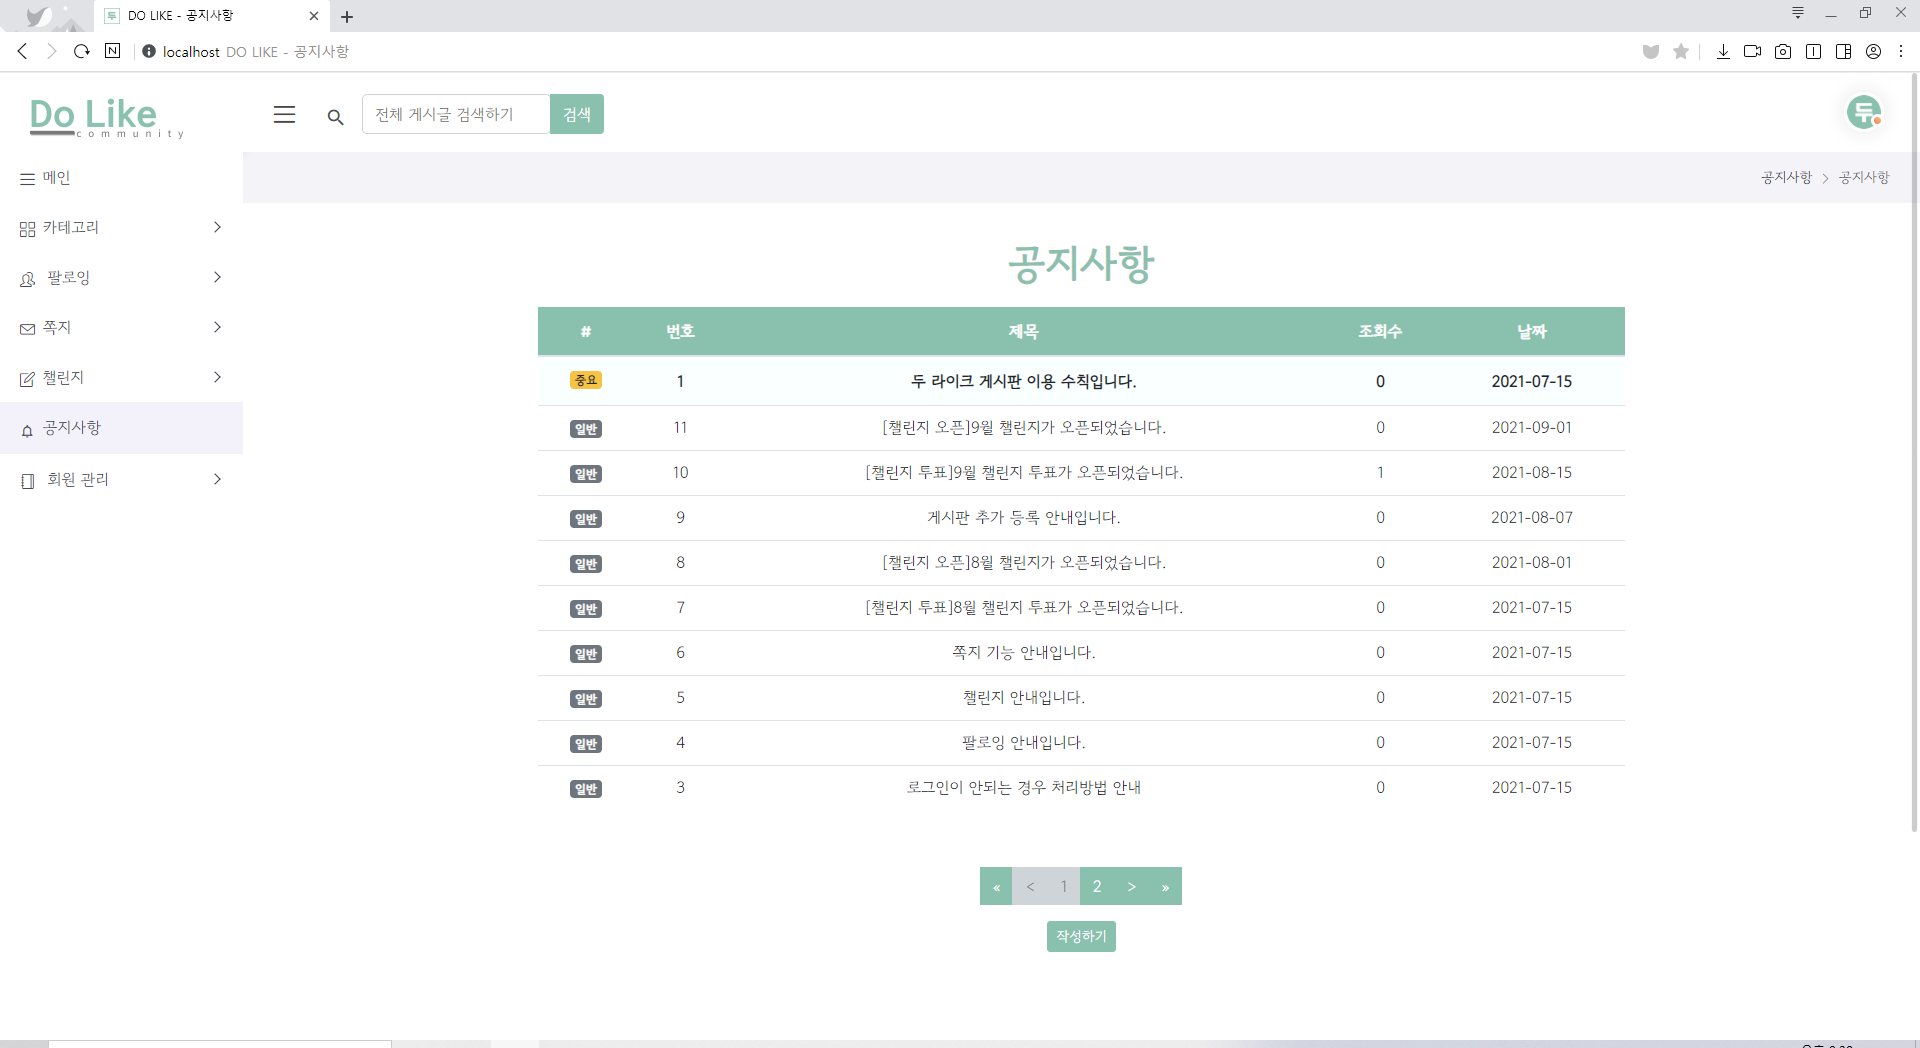 두 DO LIKE - 공지사항
N localhost DO LIKE - 공지사항
Do Like
community
전체 게시글 검색하기 검색
두
메인
카테고리
팔로잉
쪽지
챌린지
공지사항
회원 관리
공지사항 > 공지사항
공지사항
# 번호 제목 조회수 날짜
중요 1 두 라이크 게시판 이용 수칙입니다. 0 2021-07-15
일반 11 [챌린지 오픈]9월 챌린지가 오픈되었습니다. 0 2021-09-01
일반 10 [챌린지 투표]9월 챌린지 투표가 오픈되었습니다. 1 2021-08-15
일반 9 게시판 추가 등록 안내입니다. 0 2021-08-07
일반 8 [챌린지 오픈]8월 챌린지가 오픈되었습니다. 0 2021-08-01
일반 7 [챌린지 투표]8월 챌린지 투표가 오픈되었습니다. 0 2021-07-15
일반 6 쪽지 기능 안내입니다. 0 2021-07-15
일반 5 챌린지 안내입니다. 0 2021-07-15
일반 4 팔로잉 안내입니다. 0 2021-07-15
일반 3 로그인이 안되는 경우 처리방법 안내 0 2021-07-15
« < 1 2 > »
작성하기